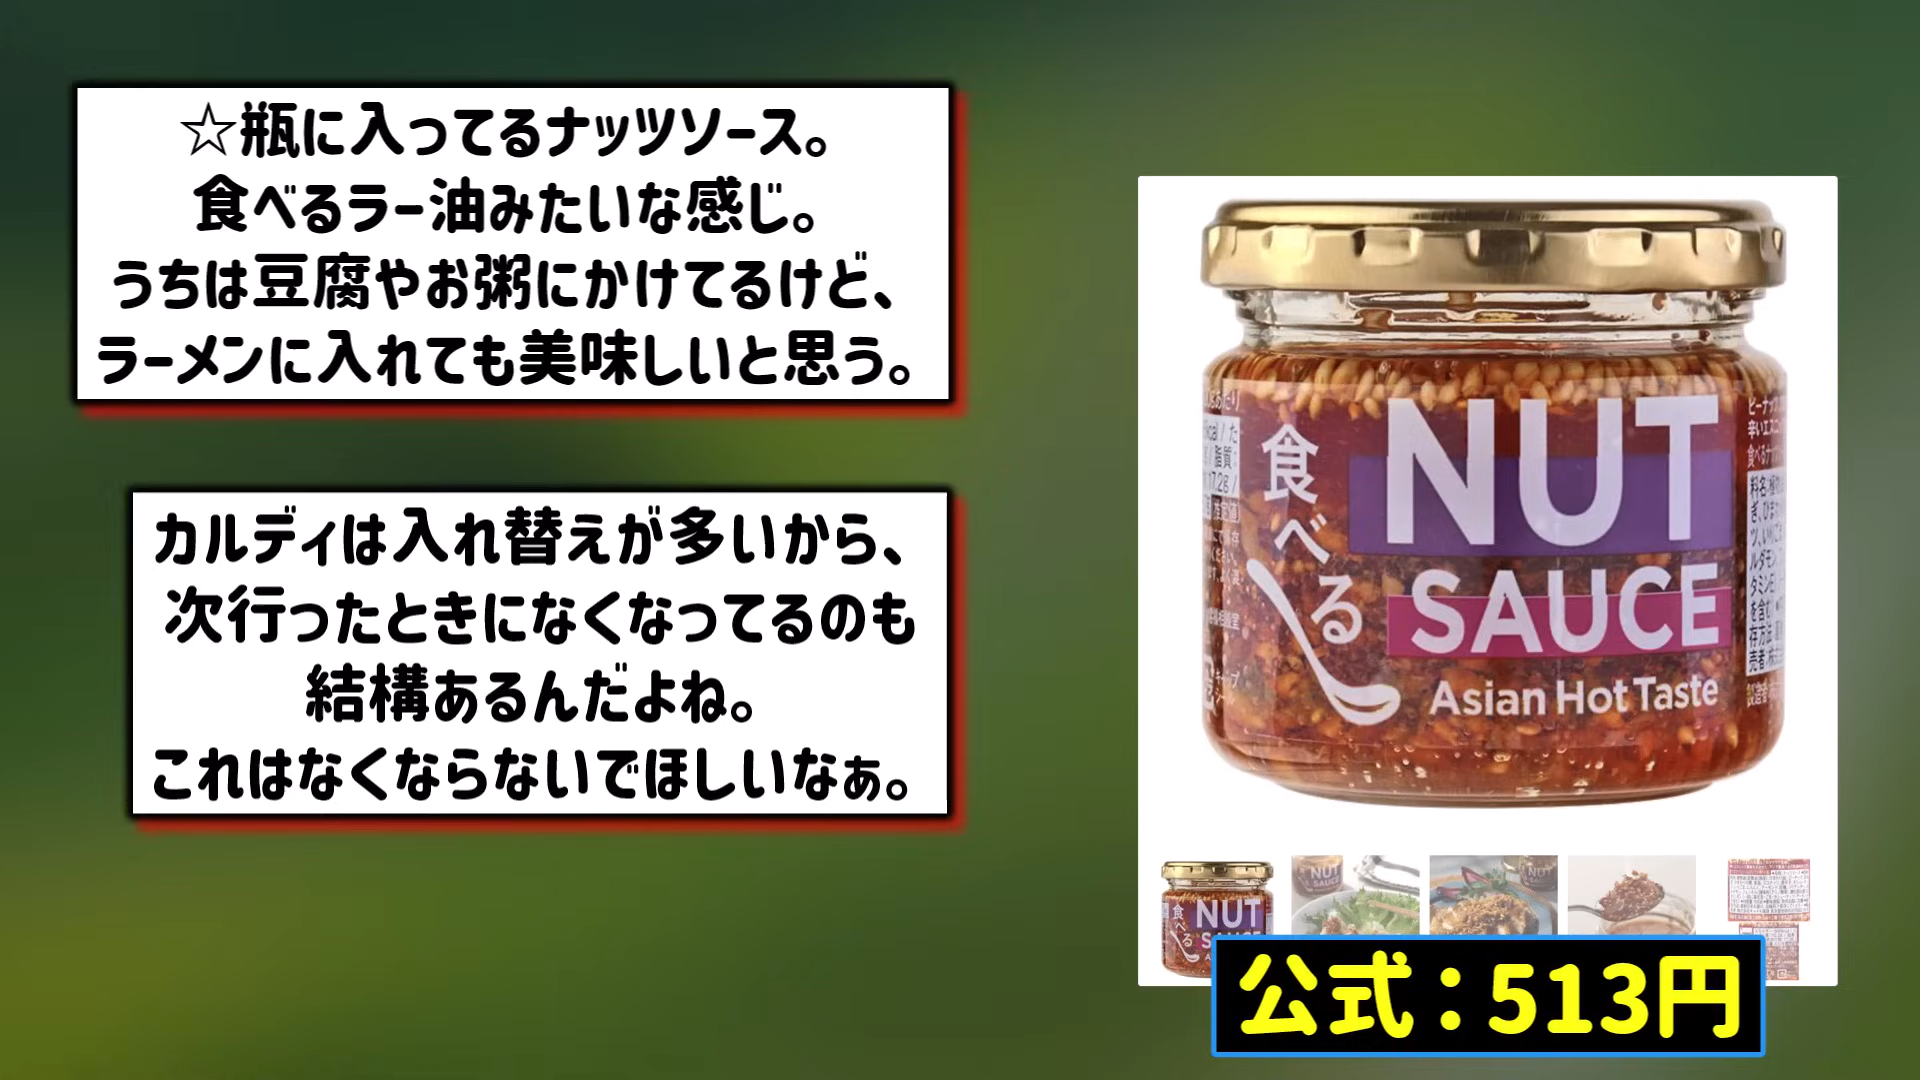 ☆瓶に入ってるナッツソース。
食べるラー油みたいな感じ。
うちは豆腐やお粥にかけてるけど、
ラーメンに入れても美味しいと思う。
カルディは入れ替えが多いから、
次行ったときになくなってるのも
結構あるんだよね。
これはなくならないでほしいなぁ。
食べる
NUT
SAUCE
Asian Hot Taste
公式：513円